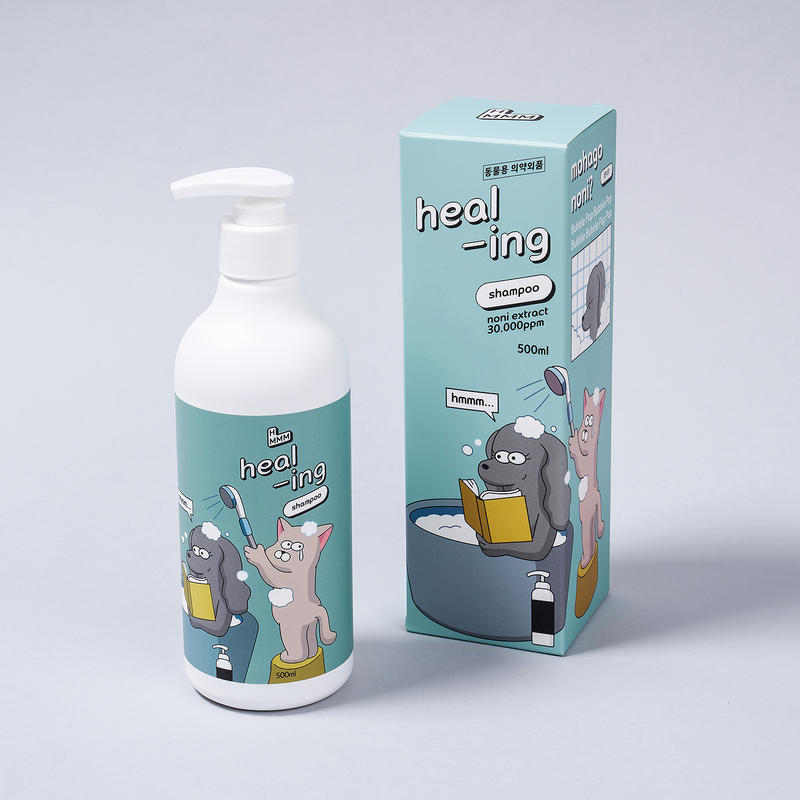 H
MMM
heal
-ing
shampoo
500ml
H
MMM
동물용 의약외품
heal
-ing
shampoo
noni extract
30.000ppm
500ml
hmmm...
mohago
noni?
Bubble Pop Bubble Pop
Bubble Bubble Pop Pop